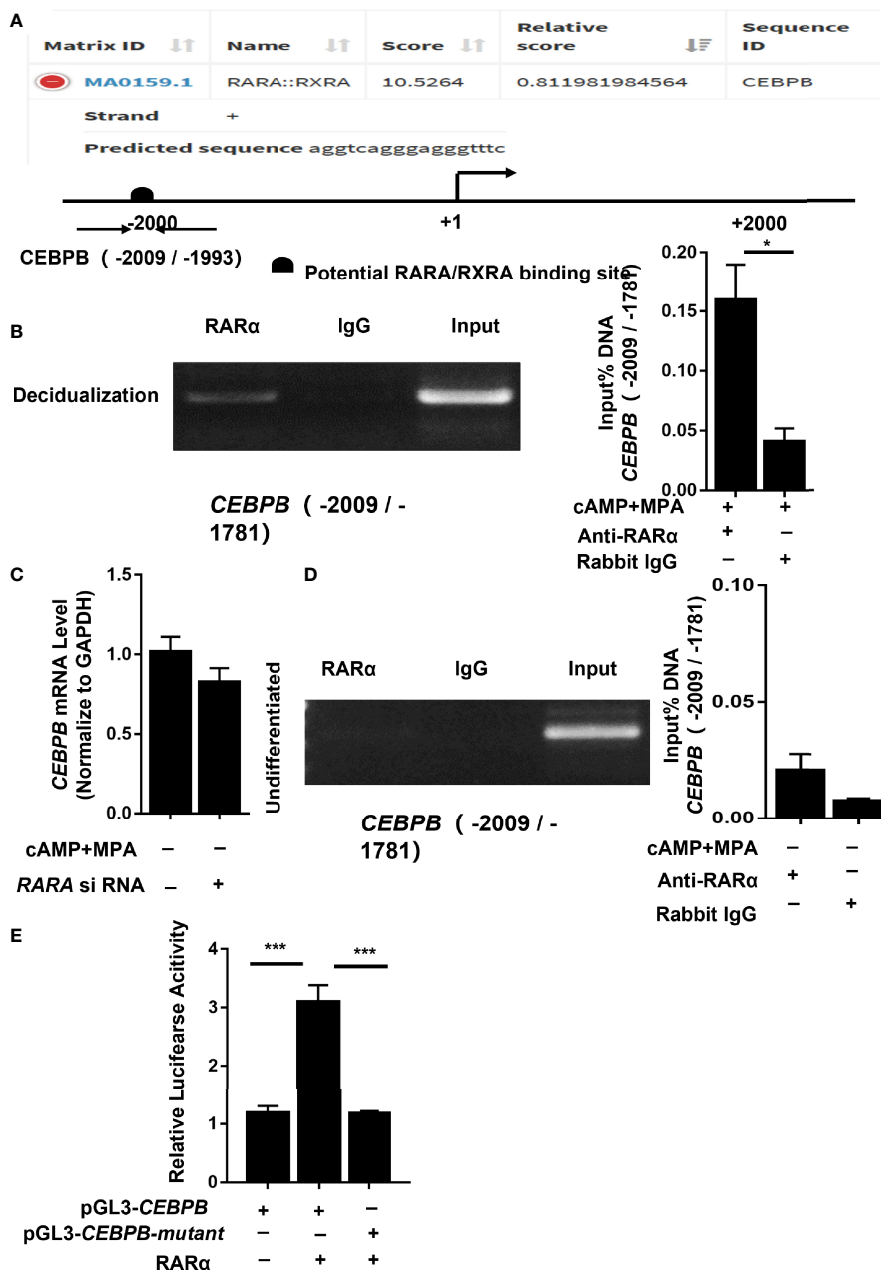 A
Matrix ID Name Score Relative score Sequence ID
MA0159.1 RARA::RXRA 10.5264 0.811981984564 CEBPB
Strand +
Predicted sequence aggtcagggagggtttc
-2000 +1 +2000
CEBPB ( -2009 / -1993)
Potential RARA/RXRA binding site
B
RARα IgG Input
Decidualization
CEBPB ( -2009 / -
1781)
Input% DNA
CEBPB ( -2009 / -1781)
0.20
0.15
0.10
0.05
0.00
*
cAMP+MPA + +
Anti-RARα + –
Rabbit IgG – +
C
CEBPB mRNA Level
(Normalize to GAPDH)
1.5
1.0
0.5
0.0
cAMP+MPA – –
RARA si RNA – +
D
Undifferentiated
RARα IgG Input
CEBPB ( -2009 / -
1781)
Input% DNA
CEBPB ( -2009 / -1781)
0.10
0.05
0.00
cAMP+MPA – –
Anti-RARα + –
Rabbit IgG – +
E
Relative Lucifearse Acitivity
4
3
2
1
0
*** ***
pGL3-CEBPB + + –
pGL3-CEBPB-mutant – – +
RARα – + +